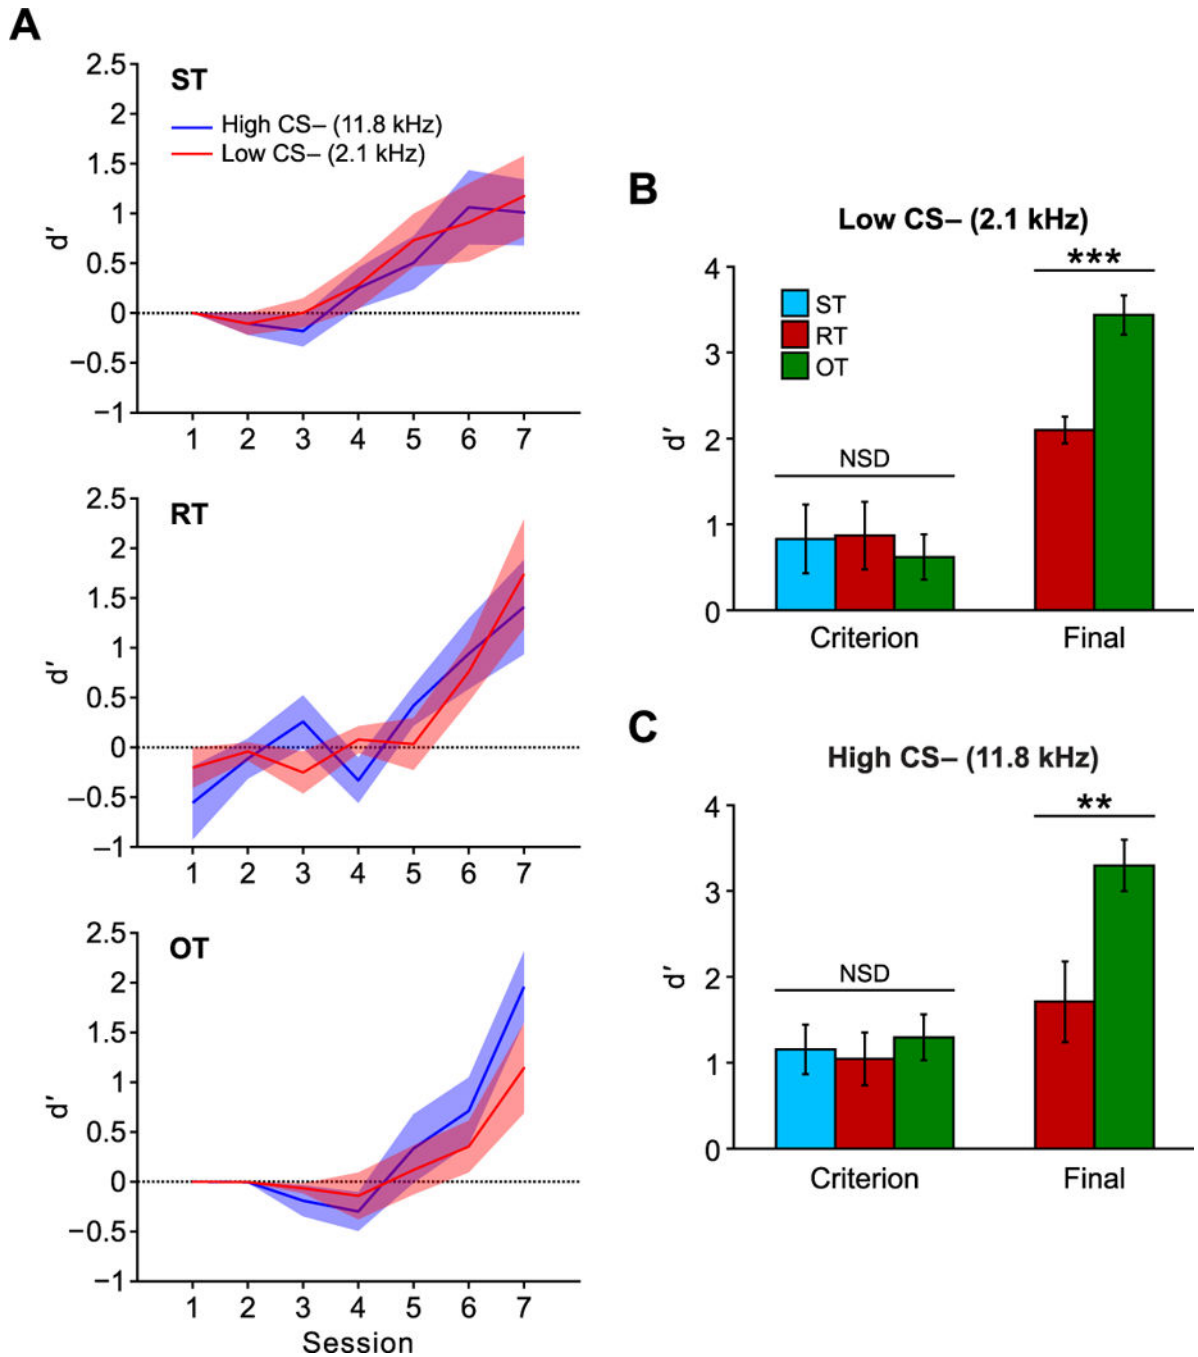 A
ST
High CS– (11.8 kHz)
Low CS– (2.1 kHz)
2.5
2
1.5
1
0.5
0
−0.5
−1
d′
1 2 3 4 5 6 7
RT
2.5
2
1.5
1
0.5
0
−0.5
−1
d′
1 2 3 4 5 6 7
OT
2.5
2
1.5
1
0.5
0
−0.5
−1
d′
1 2 3 4 5 6 7
Session
B
Low CS– (2.1 kHz)
***
ST
RT
OT
NSD
4
3
2
1
0
d′
Criterion Final
C
High CS– (11.8 kHz)
**
NSD
4
3
2
1
0
d′
Criterion Final